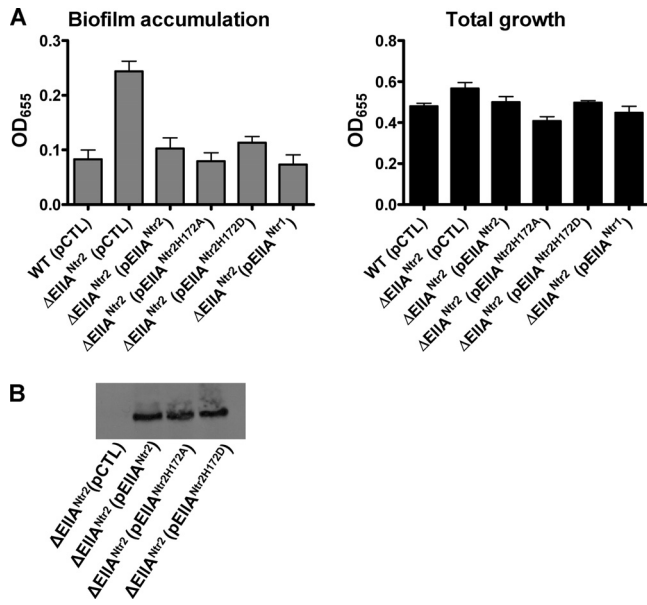 A
Biofilm accumulation
OD655
0.3
0.2
0.1
0.0
WT (pCTL)
ΔEIIANtr2 (pCTL)
ΔEIIANtr2 (pEIIANtr2)
ΔEIIANtr2 (pEIIANtr2H172A)
ΔEIIANtr2 (pEIIANtr2H172D)
ΔEIIANtr2 (pEIIANtr1)
Total growth
OD655
0.8
0.6
0.4
0.2
0.0
WT (pCTL)
ΔEIIANtr2 (pCTL)
ΔEIIANtr2 (pEIIANtr2)
ΔEIIANtr2 (pEIIANtr2H172A)
ΔEIIANtr2 (pEIIANtr2H172D)
ΔEIIANtr2 (pEIIANtr1)
B
ΔEIIANtr2(pCTL)
ΔEIIANtr2 (pEIIANtr2)
ΔEIIANtr2 (pEIIANtr2H172A)
ΔEIIANtr2 (pEIIANtr2H172D)